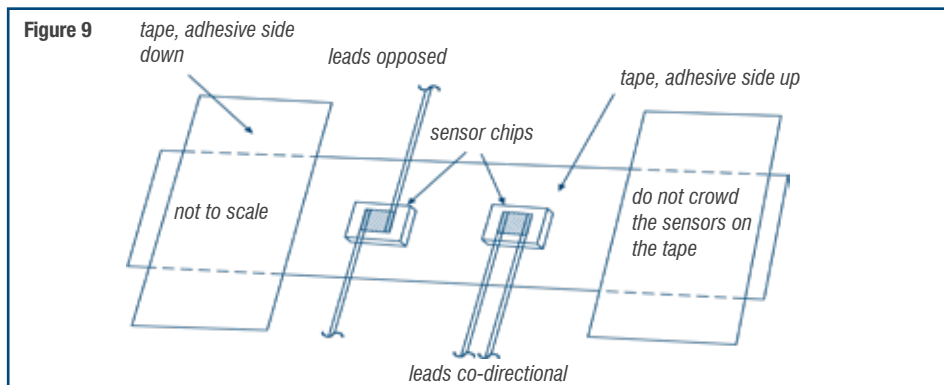 Figure 9
tape, adhesive side
down
leads opposed
tape, adhesive side up
sensor chips
not to scale
do not crowd
the sensors on
the tape
leads co-directional